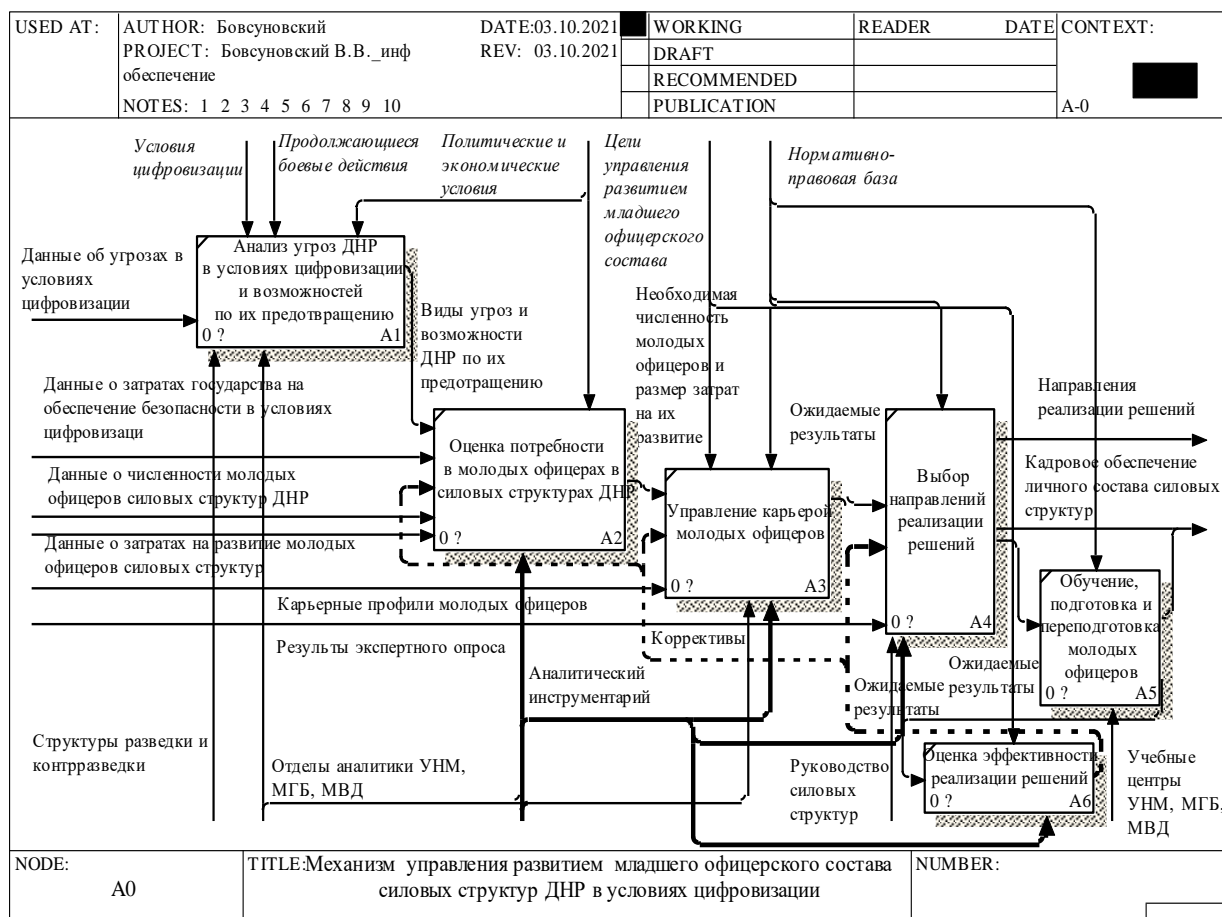 USED AT:
AUTHOR: Бовсуновский
DATE:03.10.2021
PROJECT: Бовсуновский В.В._инф
обеспечение
REV: 03.10.2021
NOTES: 1 2 3 4 5 6 7 8 9 10
WORKING
DRAFT
RECOMMENDED
PUBLICATION
READER
DATE
CONTEXT:
A-0
Условия
цифровизации
Продолжающиеся
боевые действия
Политические и
экономические
условия
Цели
управления
развитием
младшего
офицерского
состава
Нормативно-
правовая база
Данные об угрозах в
условиях
цифровизации
Анализ угроз ДНР
в условиях цифровизации
и возможностей
по их предотвращению
0 ?
A1
Виды угроз и
возможности
ДНР по их
предотращению
Необходимая
численность
молодых
офицеров и
размер затрат
на их
развитие
Данные о затратах государства на
обеспечение безопасности в условиях
цифровизаци
Данные о численности молодых
офицеров силовых структур ДНР
Данные о затратах на развитие молодых
офицеров силовых структур
Оценка потребности
в молодых офицерах в
силовых структурах ДНР
0 ?
A2
Ожидаемые
результаты
Управление карьерой
молодых офицеров
0 ?
A3
Выбор
направлений
реализации
решений
0 ?
A4
Направления
реализации решений
Кадровое обеспечение
личного состава силовых
структур
Обучение,
подготовка и
переподготовка
молодых
офицеров
0 ?
A5
Карьерные профили молодых офицеров
Результы экспертного опроса
Коррективы
Аналитический
инструментарий
Ожидаемые
результаты
Ожидаемые
результаты
Структуры разведки и
контрразведки
Отделы аналитики УНМ,
МГБ, МВД
Руководство
силовых
структур
Оценка эффективности
реализации решений
0 ?
A6
Учебные
центры
УНМ, МГБ,
МВД
NODE:
A0
TITLE:Механизм управления развитием младшего офицерского состава
силовых структур ДНР в условиях цифровизации
NUMBER: